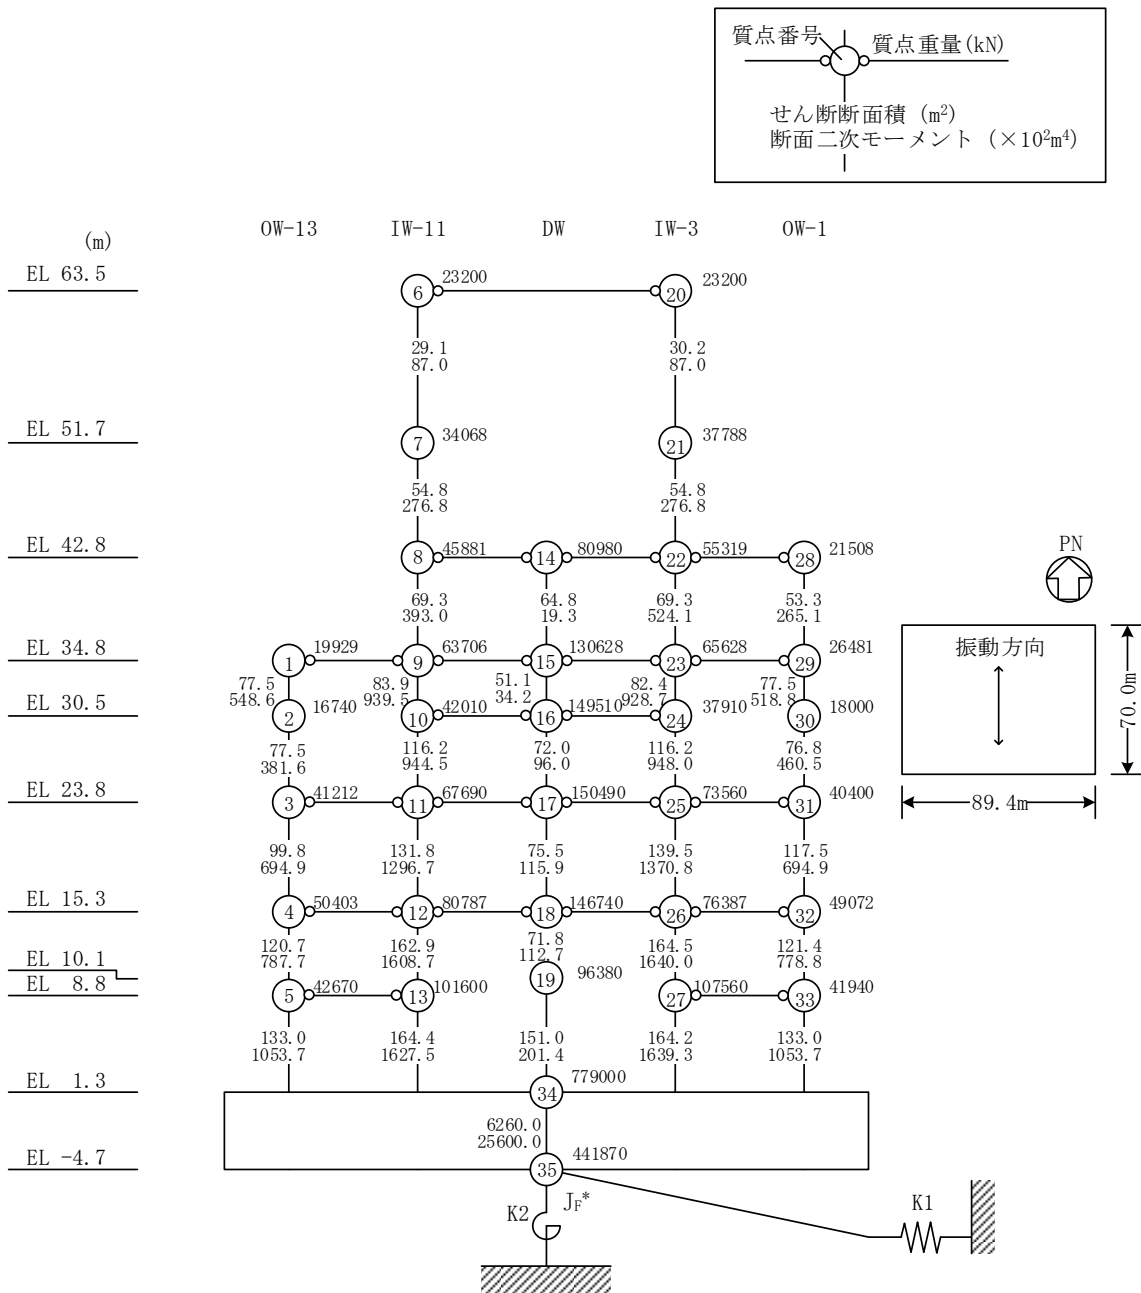 質点番号 質点重量(kN)
せん断断面積 (m²)
断面二次モーメント (×10²m⁴)
OW-13 IW-11 DW IW-3 OW-1
(m)
EL 63.5
6 23200 20 23200
29.1 30.2
87.0 87.0
EL 51.7
7 34068 21 37788
54.8 54.8
276.8 276.8
EL 42.8
8 45881 14 80980 22 55319 28 21508
69.3 64.8 69.3 53.3
393.0 19.3 524.1 265.1
PN
EL 34.8
1 19929 9 63706 15 130628 23 65628 29 26481
振動方向
77.5 83.9 51.1 82.4 77.5
548.6 939.5 34.2 928.7 518.8
EL 30.5
2 16740 10 42010 16 149510 24 37910 30 18000
70.0m
77.5 116.2 72.0 116.2 76.8
381.6 944.5 96.0 948.0 460.5
EL 23.8
3 41212 11 67690 17 150490 25 73560 31 40400
89.4m
99.8 131.8 75.5 139.5 117.5
694.9 1296.7 115.9 1370.8 694.9
EL 15.3
4 50403 12 80787 18 146740 26 76387 32 49072
120.7 162.9 71.8 164.5 121.4
787.7 1608.7 112.7 1640.0 778.8
EL 10.1
19 96380
EL 8.8
5 42670 13 101600 27 107560 33 41940
133.0 164.4 151.0 164.2 133.0
1053.7 1627.5 201.4 1639.3 1053.7
EL 1.3
34 779000
6260.0
25600.0
EL -4.7
35 441870
K2 J_F* K1